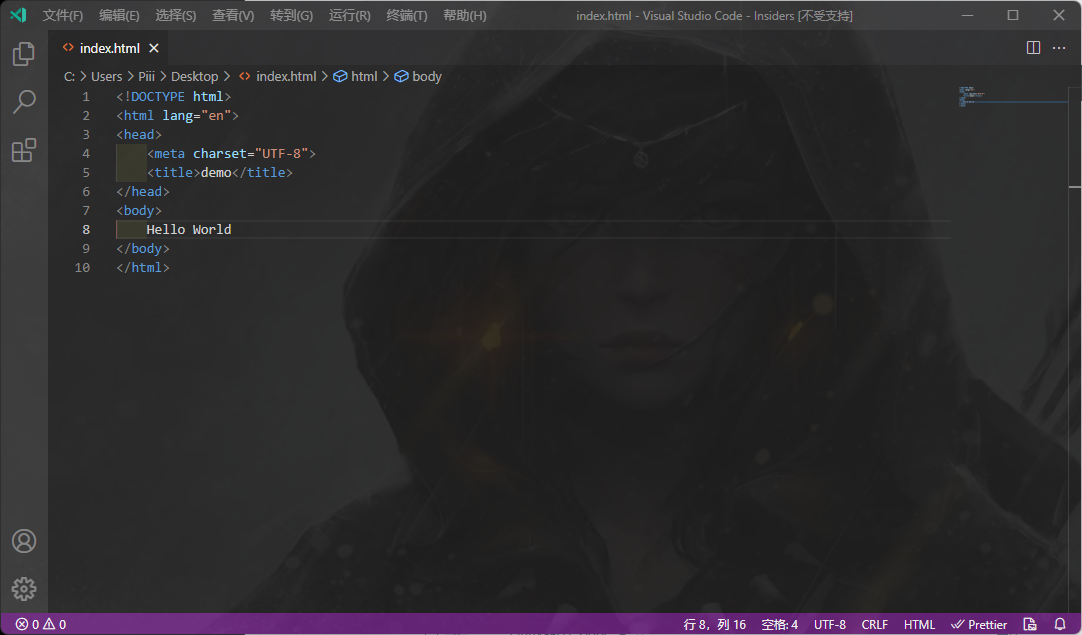 文件(F) 编辑(E) 选择(S) 查看(V) 转到(G) 运行(R) 终端(T) 帮助(H) index.html - Visual Studio Code - Insiders [不受支持]
index.html
C: > Users > Piii > Desktop > index.html > html > body
1 <!DOCTYPE html>
2 <html lang="en">
3 <head>
4 <meta charset="UTF-8">
5 <title>demo</title>
6 </head>
7 <body>
8 Hello World
9 </body>
10 </html>
0 0 行 8，列 16 空格: 4 UTF-8 CRLF HTML Prettier